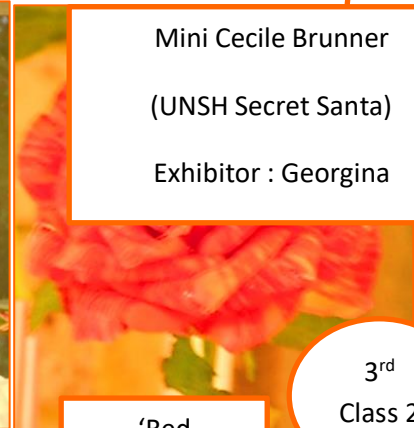 Mini Cecile Brunner
(UNSH Secret Santa)
Exhibitor : Georgina
3rd
Class 2
‘Red